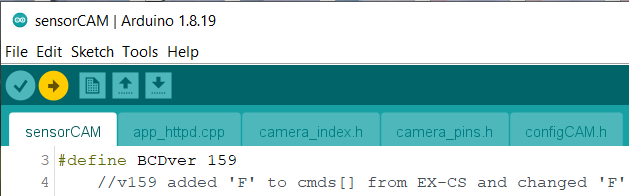 sensorCAM | Arduino 1.8.19
File Edit Sketch Tools Help
sensorCAM app_httpd.cpp camera_index.h camera_pins.h configCAM.h
3 #define BCDver 159
4 //v159 added 'F' to cmds[] from EX-CS and changed 'F'